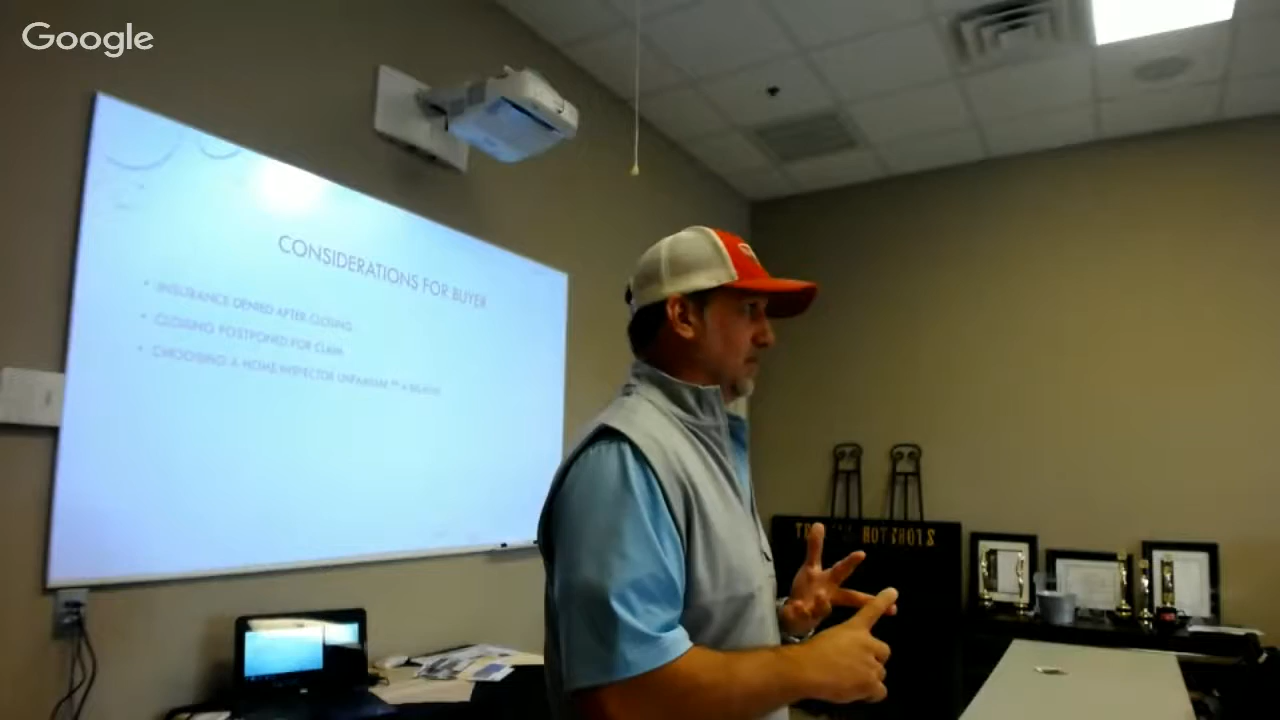 Google
CONSIDERATIONS FOR BUYER
• INSURANCE DENIED AFTER CLOSING
• CLOSING POSTPONED FOR CLAIM
• CHOOSING A HOME INSPECTOR
HOT SHOTS